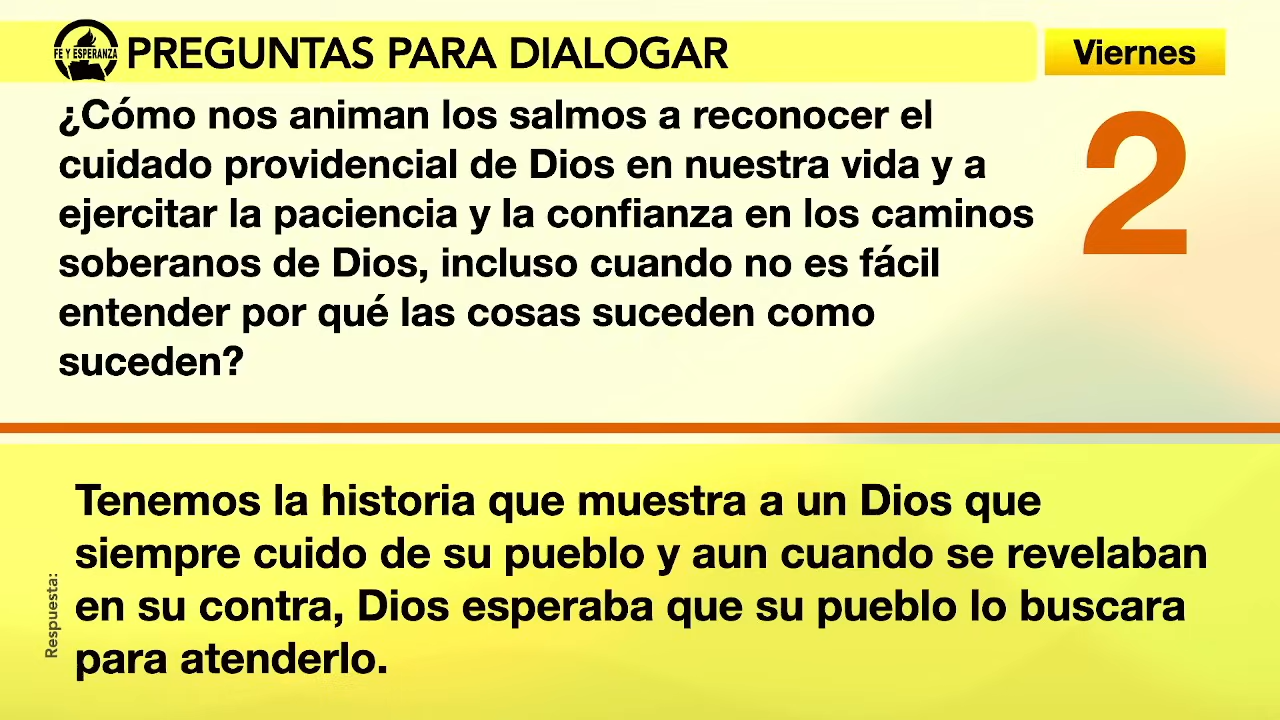 FE Y ESPERANZA
PREGUNTAS PARA DIALOGAR
Viernes
¿Cómo nos animan los salmos a reconocer el
cuidado providencial de Dios en nuestra vida y a
ejercitar la paciencia y la confianza en los caminos
soberanos de Dios, incluso cuando no es fácil
entender por qué las cosas suceden como
suceden?
2
Respuesta:
Tenemos la historia que muestra a un Dios que
siempre cuido de su pueblo y aun cuando se revelaban
en su contra, Dios esperaba que su pueblo lo buscara
para atenderlo.